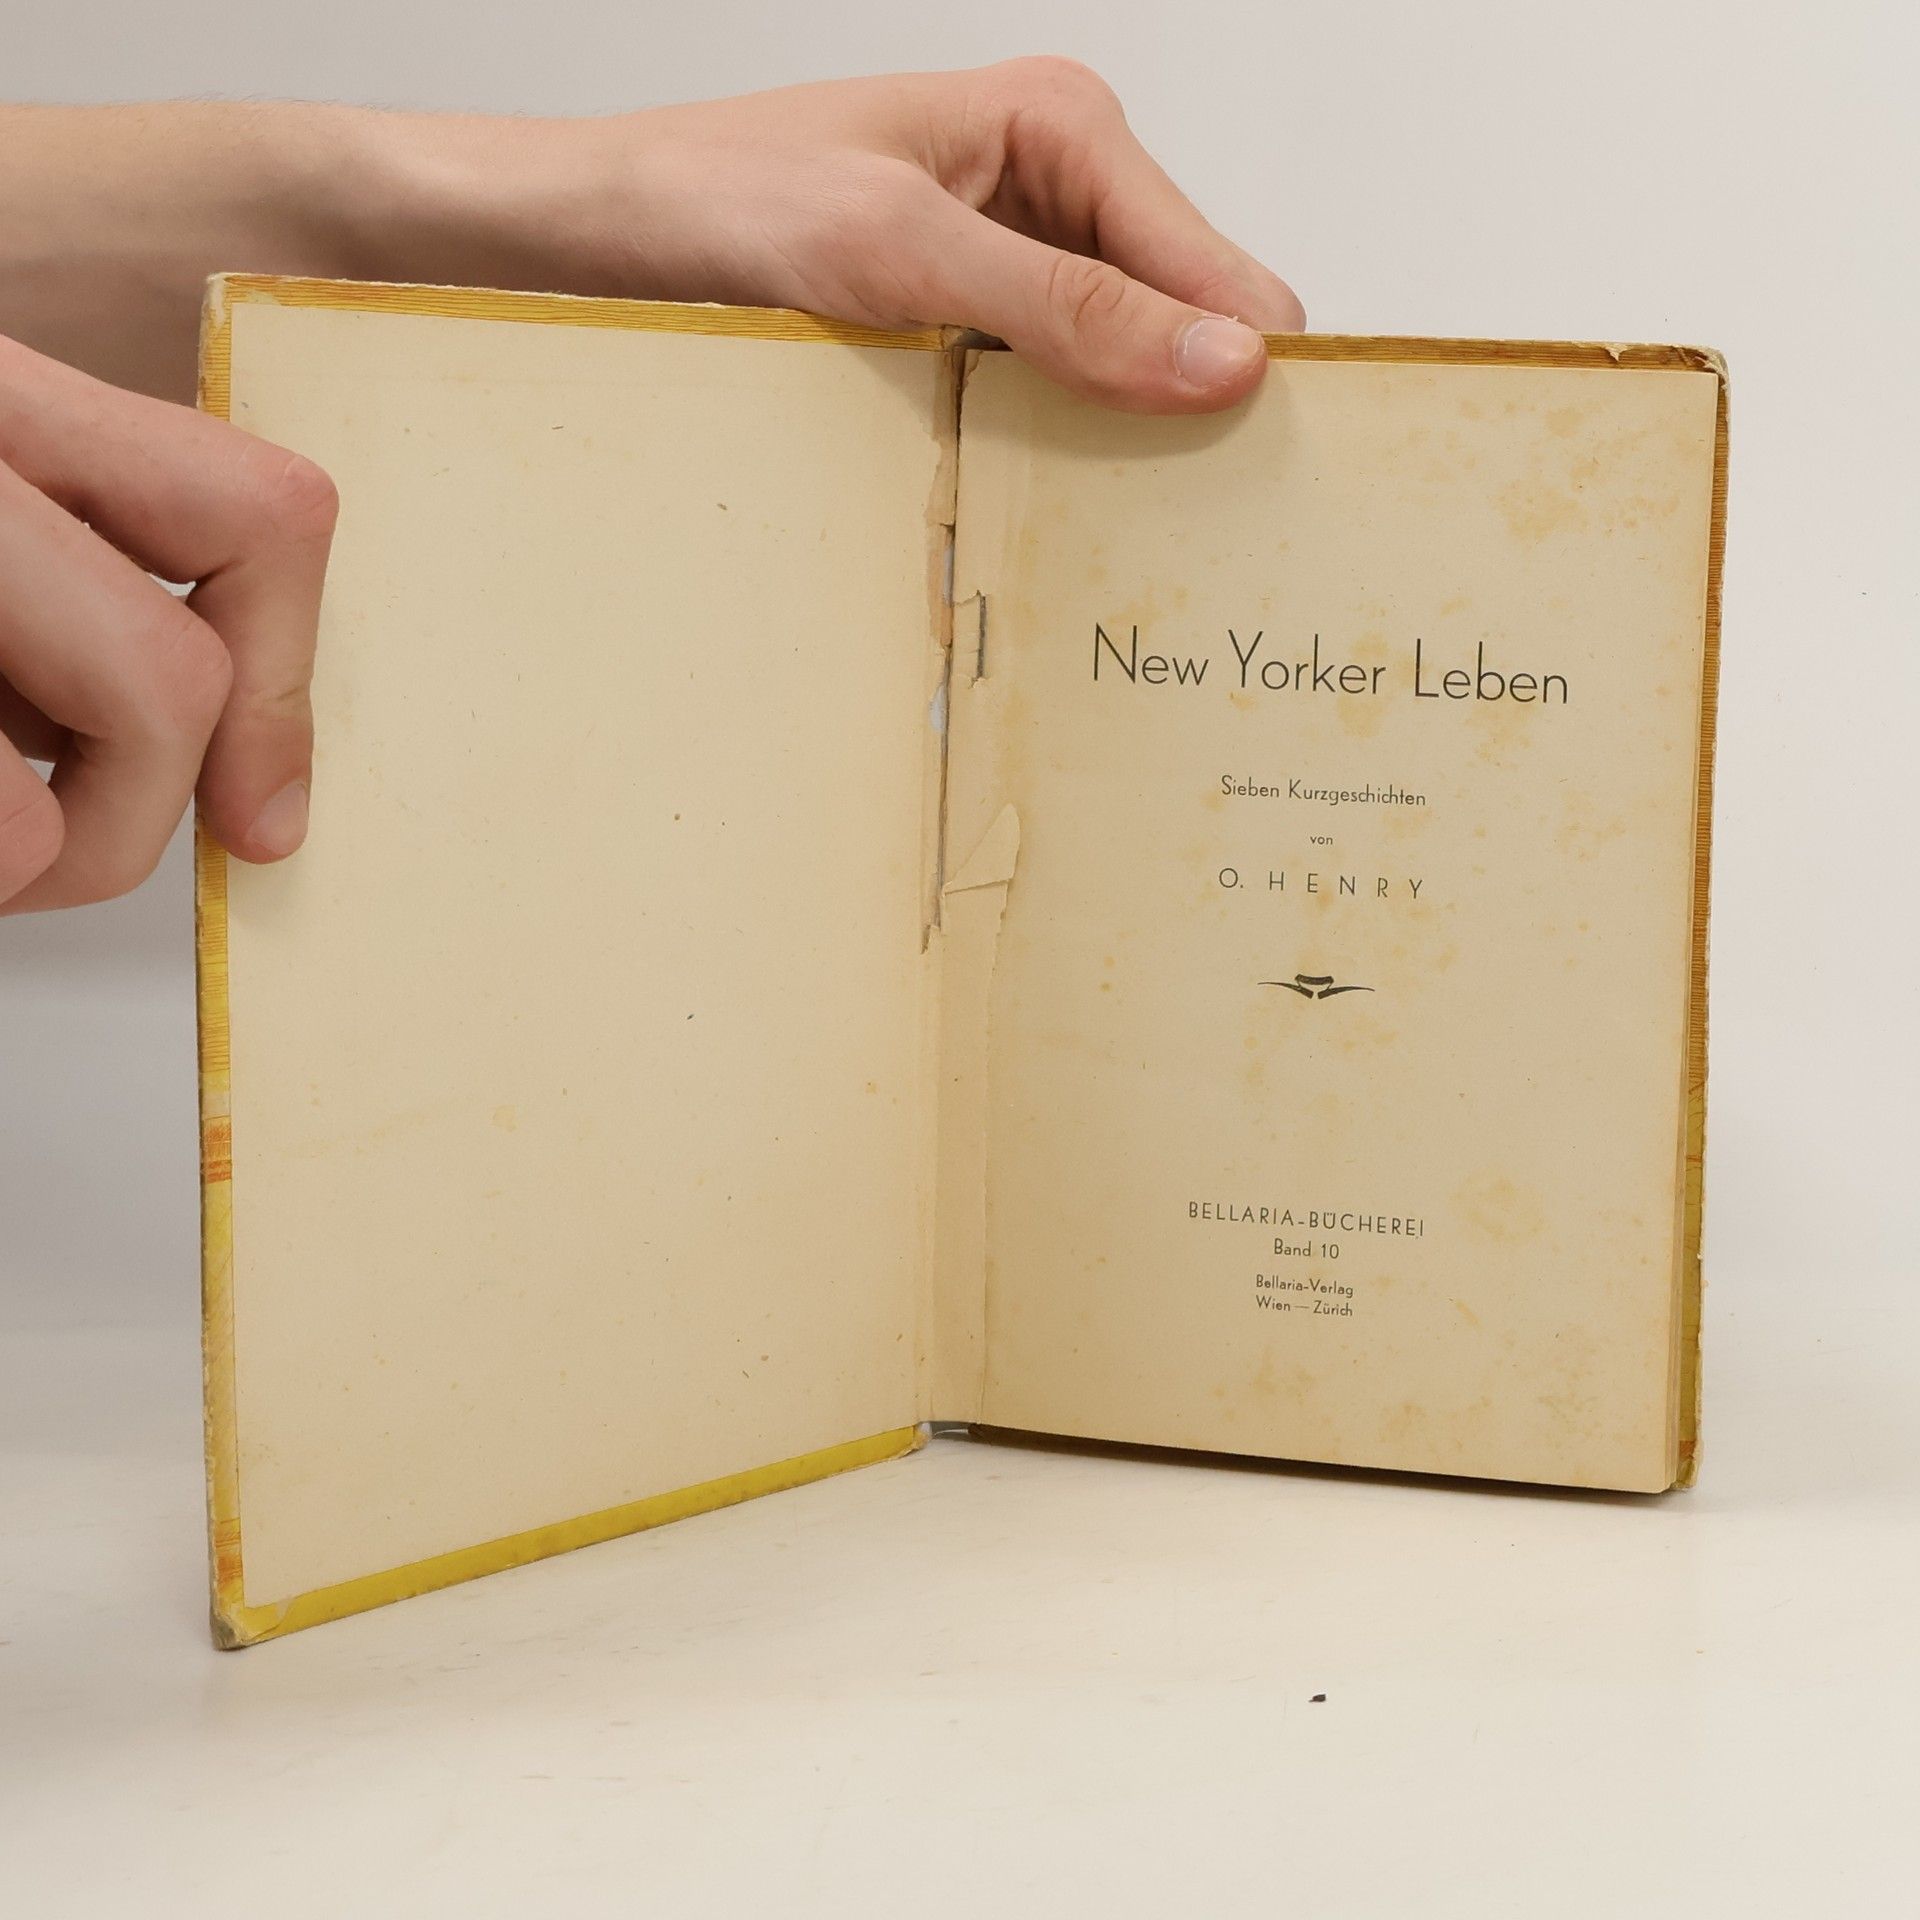 New Yorker Leben
Sieben Kurzgeschichten
von
O. HENRY
BELLARIA-BÜCHEREI
Band 10
Bellaria-Verlag
Wien — Zürich